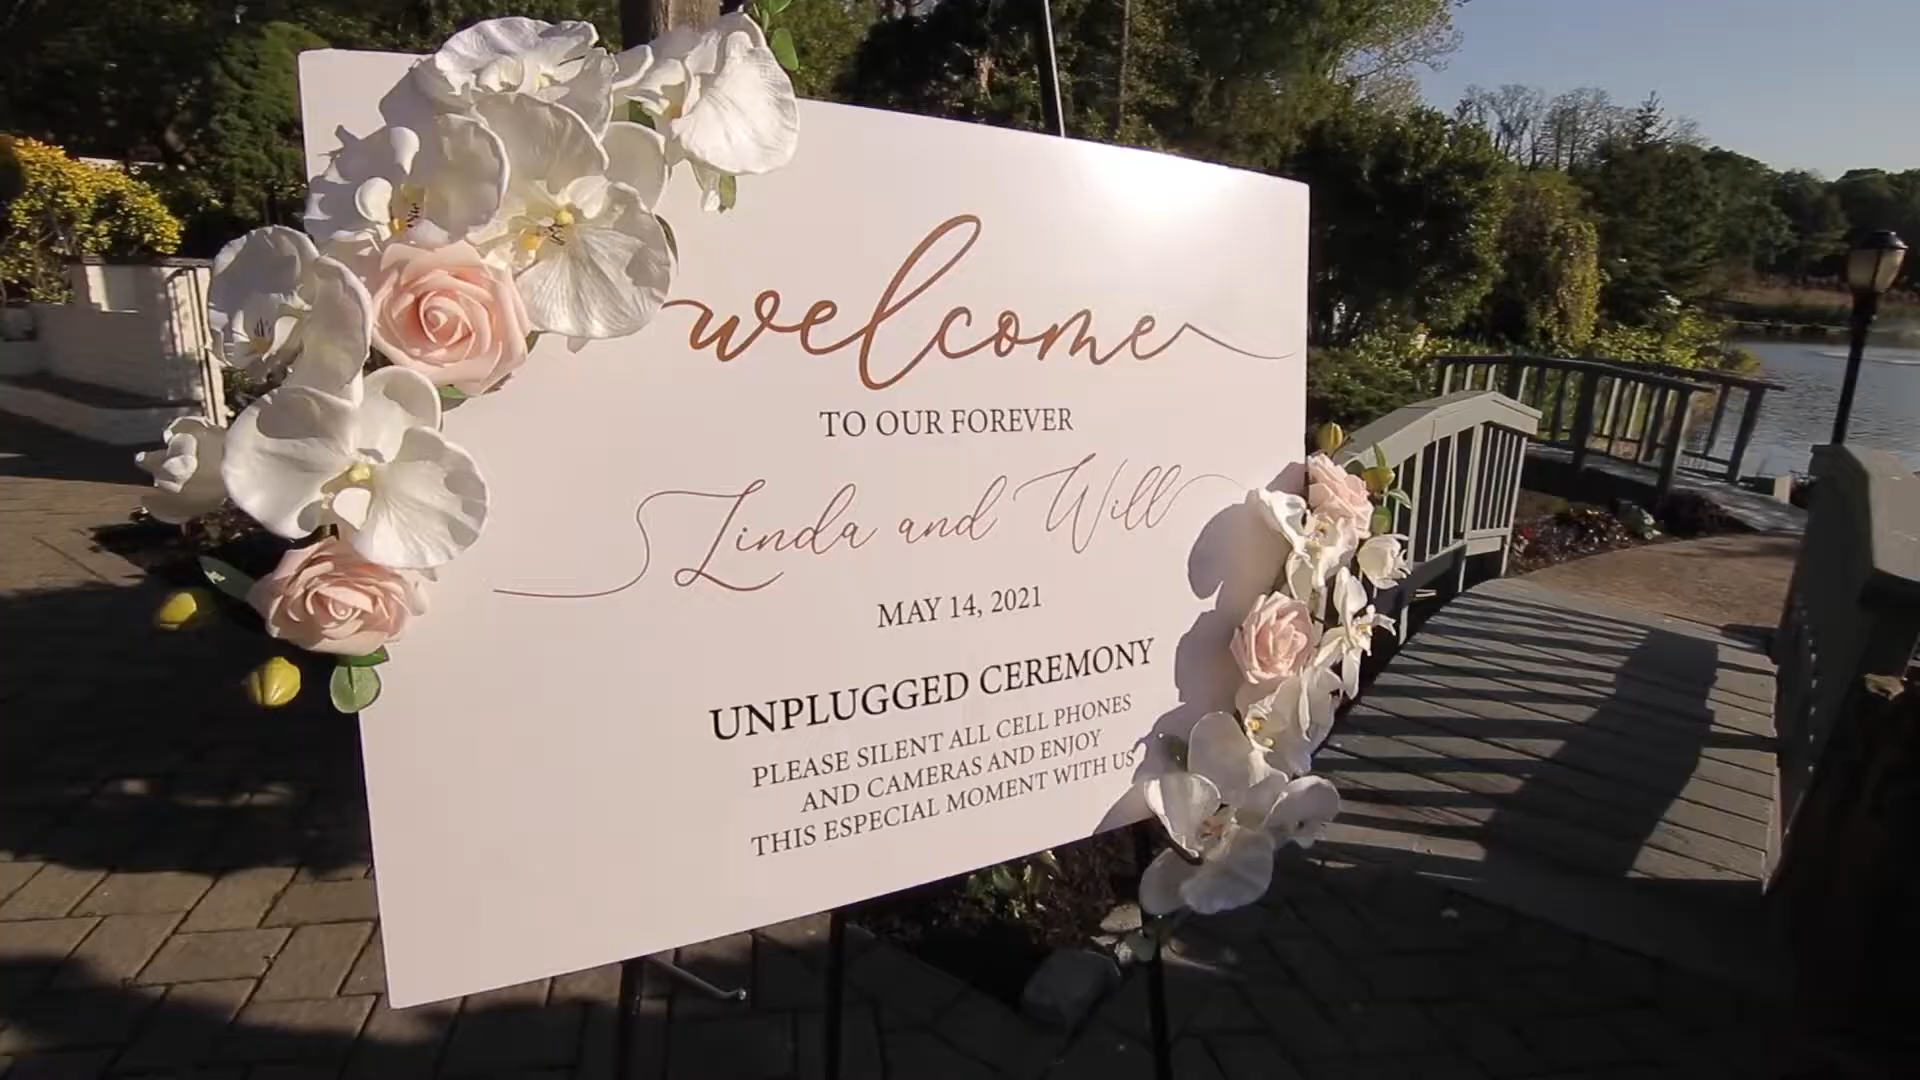 welcome
TO OUR FOREVER
Linda and Will
MAY 14, 2021
UNPLUGGED CEREMONY
PLEASE SILENT ALL CELL PHONES
AND CAMERAS AND ENJOY
THIS ESPECIAL MOMENT WITH US